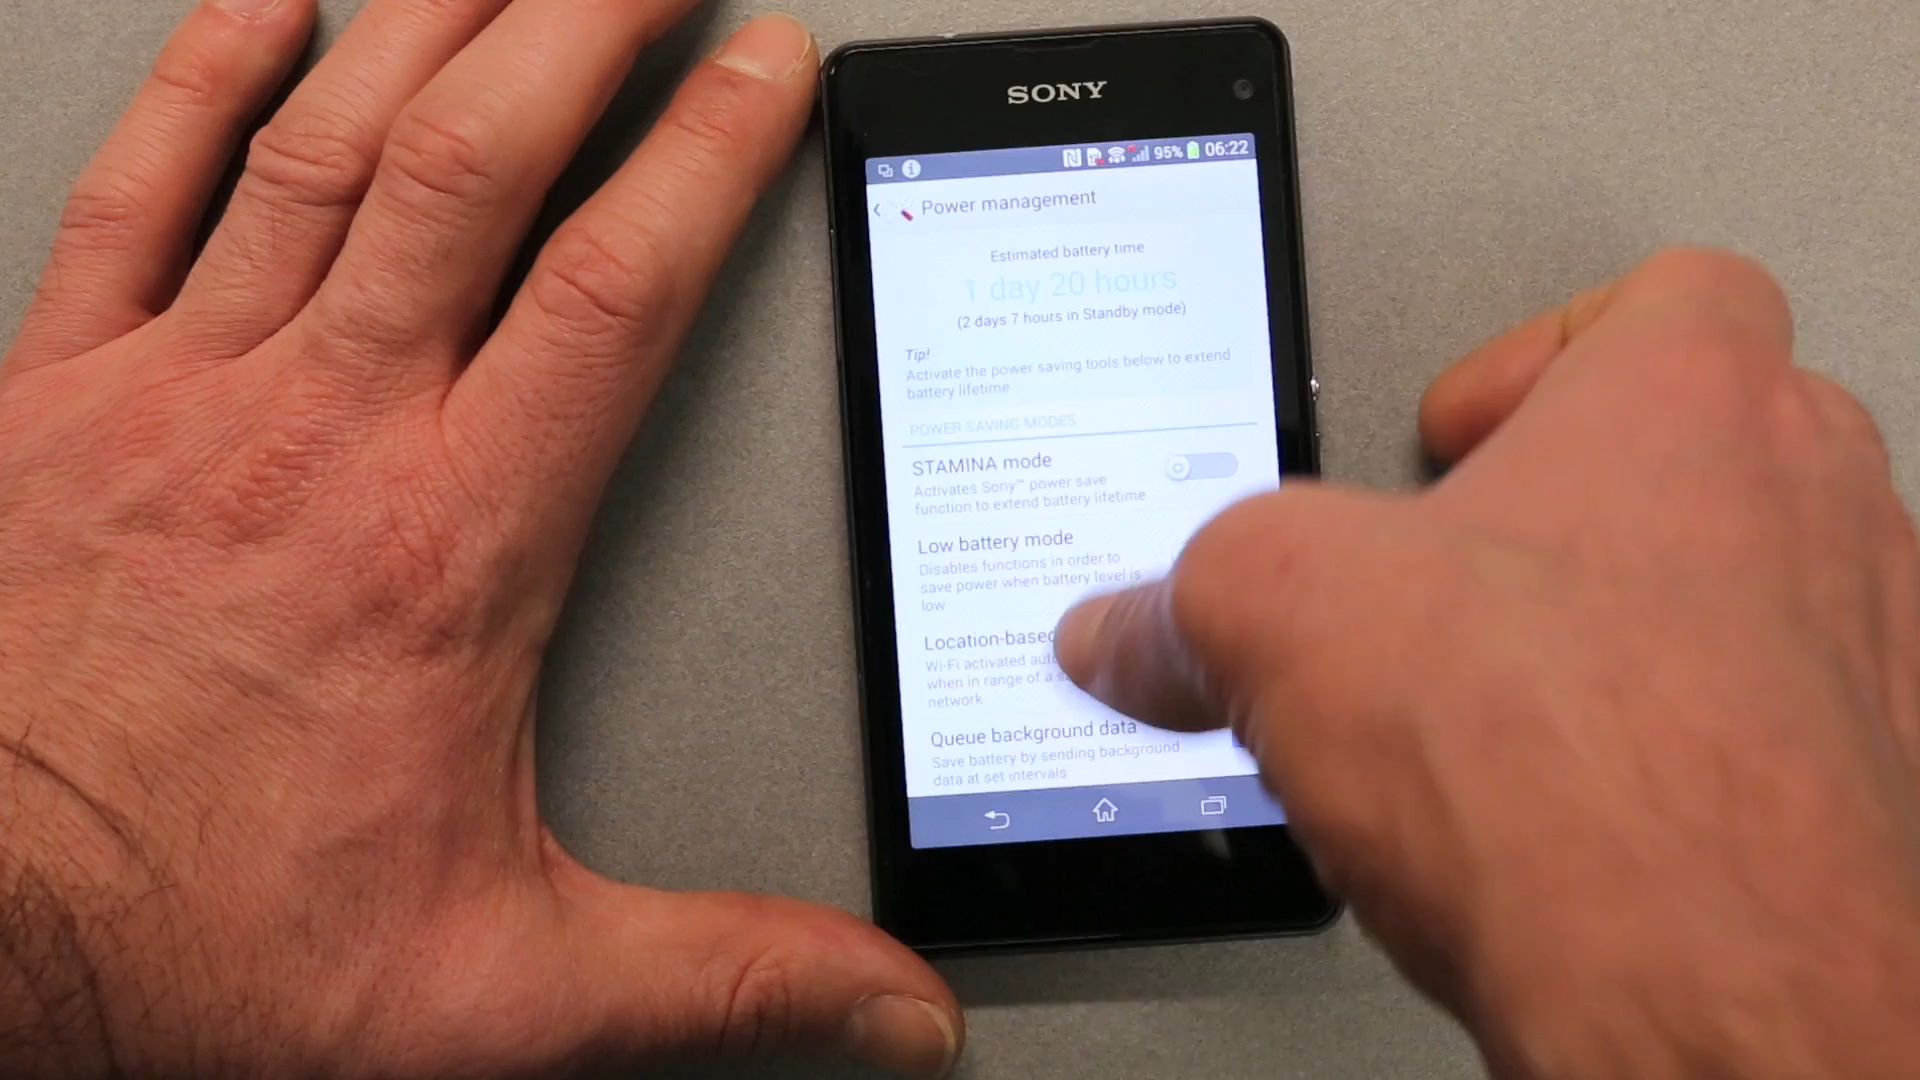 SONY
95% 06:22
Power management
Estimated battery time
1 day 20 hours
(2 days 7 hours in Standby mode)
Tip!
Activate the power saving tools below to extend
battery lifetime
POWER SAVING MODES
STAMINA mode
Activates Sony™ power save
function to extend battery lifetime
Low battery mode
Disables functions in order to
save power when battery level is
low
Location-based
Wi-Fi activated
when in range of a
network
Queue background data
Save battery by sending background
data at set intervals